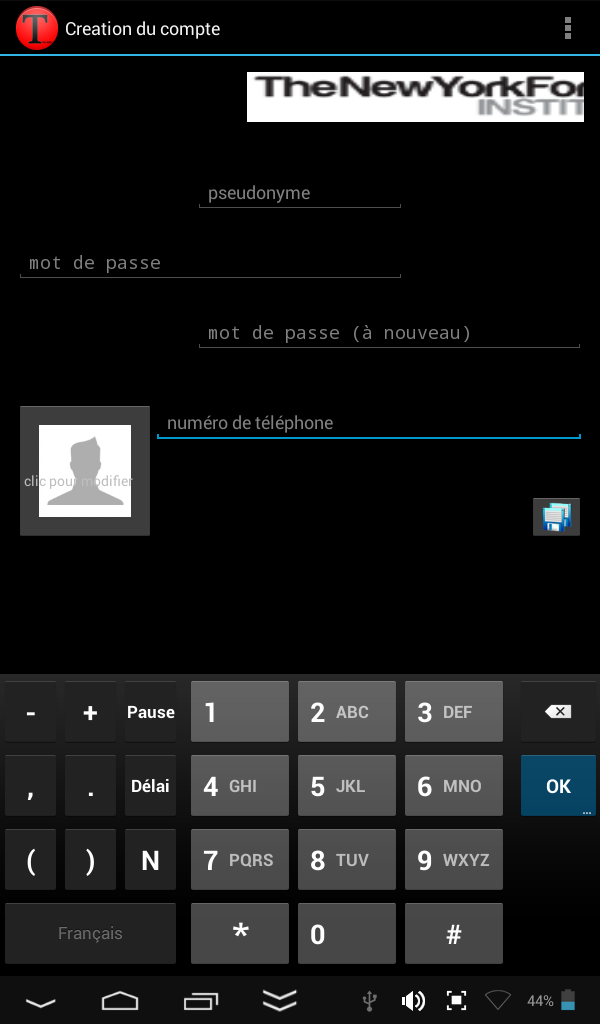 T
Creation du compte
TheNewYorkFor
INSTIT
pseudonyme
mot de passe
mot de passe (à nouveau)
numéro de téléphone
clic pour modifier
- + Pause 1 2 ABC 3 DEF
, . Délai 4 GHI 5 JKL 6 MNO OK ...
( ) N 7 PQRS 8 TUV 9 WXYZ
Français * 0 #
44%